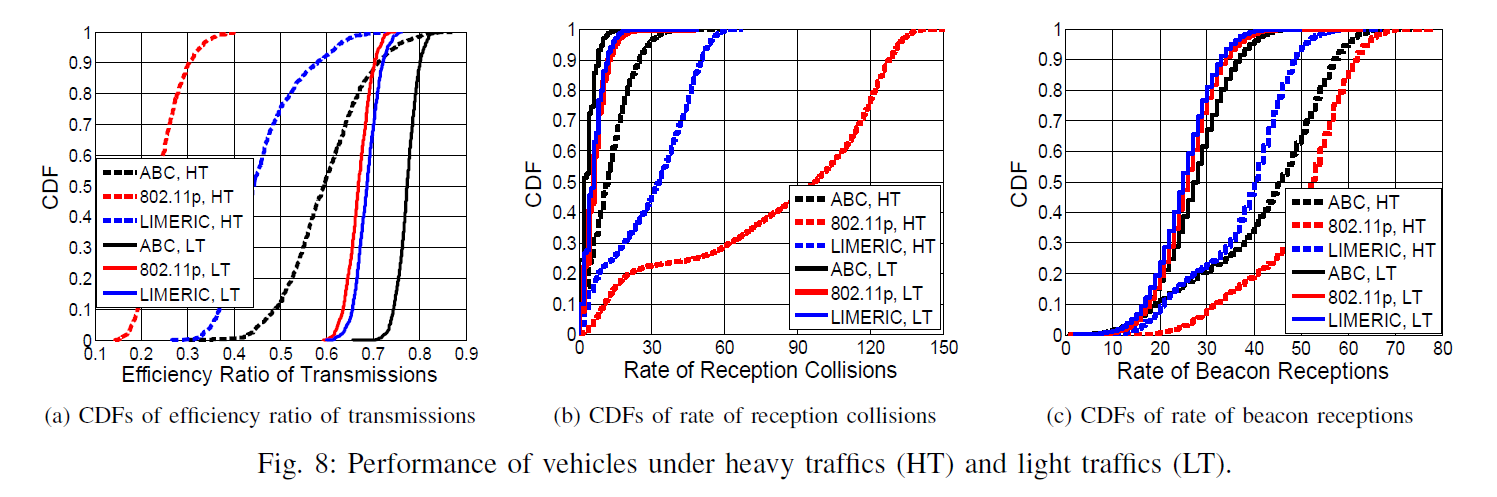 CDF
1
0.9
0.8
0.7
0.6
0.5
0.4
0.3
0.2
0.1
0
ABC, HT
802.11p, HT
LIMERIC, HT
ABC, LT
802.11p, LT
LIMERIC, LT
0.1 0.2 0.3 0.4 0.5 0.6 0.7 0.8 0.9
Efficiency Ratio of Transmissions
(a) CDFs of efficiency ratio of transmissions
CDF
1
0.9
0.8
0.7
0.6
0.5
0.4
0.3
0.2
0.1
0
ABC, HT
802.11p, HT
LIMERIC, HT
ABC, LT
802.11p, LT
LIMERIC, LT
0 30 60 90 120 150
Rate of Reception Collisions
(b) CDFs of rate of reception collisions
CDF
1
0.9
0.8
0.7
0.6
0.5
0.4
0.3
0.2
0.1
0
ABC, HT
802.11p, HT
LIMERIC, HT
ABC, LT
802.11p, LT
LIMERIC, LT
0 10 20 30 40 50 60 70 80
Rate of Beacon Receptions
(c) CDFs of rate of beacon receptions
Fig. 8: Performance of vehicles under heavy traffics (HT) and light traffics (LT).